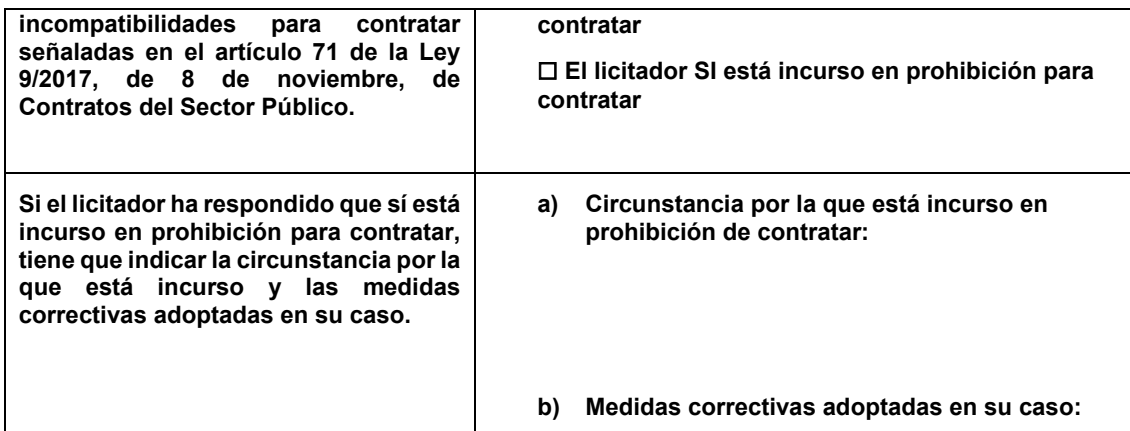 incompatibilidades para contratar
señaladas en el artículo 71 de la Ley
9/2017, de 8 de noviembre, de
Contratos del Sector Público.
contratar
☐ El licitador SI está incurso en prohibición para
contratar
Si el licitador ha respondido que sí está
incurso en prohibición para contratar,
tiene que indicar la circunstancia por la
que está incurso y las medidas
correctivas adoptadas en su caso.
a) Circunstancia por la que está incurso en
prohibición de contratar:
b) Medidas correctivas adoptadas en su caso: